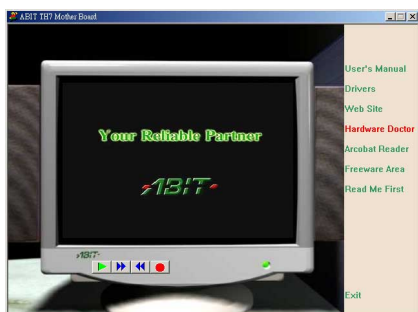 ABIT TH7 Mother Board
Your Reliable Partner
ABIT
ABIT
User's Manual
Drivers
Web Site
Hardware Doctor
Arcobat Reader
Freeware Area
Read Me First
Exit